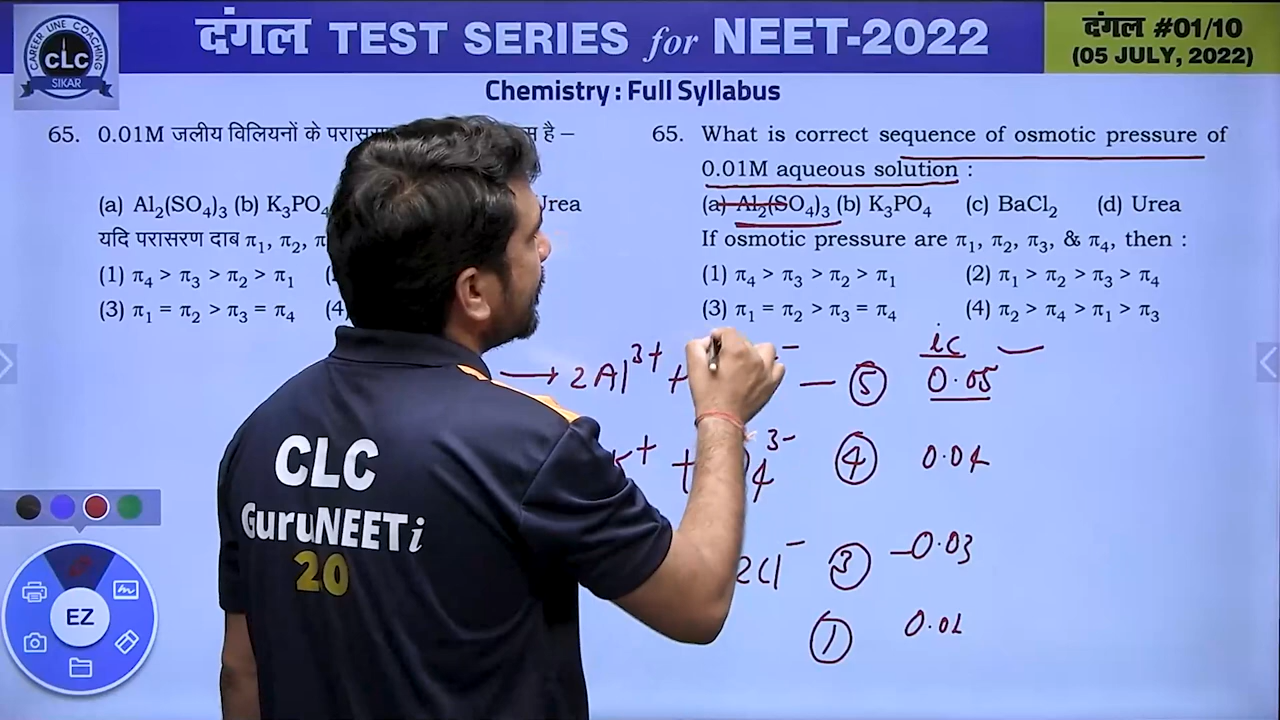 CAREER LINE COACHING
CLC
SIKAR
दंगल TEST SERIES for NEET-2022
दंगल #01/10
(05 JULY, 2022)
Chemistry : Full Syllabus
65. 0.01M जलीय विलियनों के है –
(a) Al₂(SO₄)₃ (b) K₃PO₄ Urea
यदि परासरण दाब π₁, π₂,
(1) π₄ > π₃ > π₂ > π₁
(3) π₁ = π₂ > π₃ = π₄ (4)
65. What is correct sequence of osmotic pressure of
0.01M aqueous solution :
(a) Al₂(SO₄)₃ (b) K₃PO₄ (c) BaCl₂ (d) Urea
If osmotic pressure are π₁, π₂, π₃, & π₄, then :
(1) π₄ > π₃ > π₂ > π₁ (2) π₁ > π₂ > π₃ > π₄
(3) π₁ = π₂ > π₃ = π₄ (4) π₂ > π₄ > π₁ > π₃
ic
→ 2Al³⁺ + — ⑤ 0.05
+ ④ 0.04
2Cl⁻ ③ –0.03
① 0.01
CLC
GuruNEETi
20
EZ